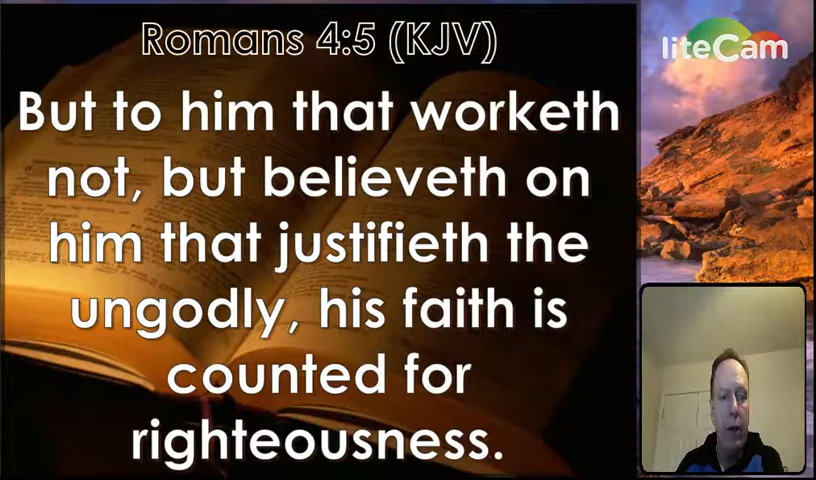 Romans 4:5 (KJV)
liteCam
But to him that worketh
not, but believeth on
him that justifieth the
ungodly, his faith is
counted for
righteousness.